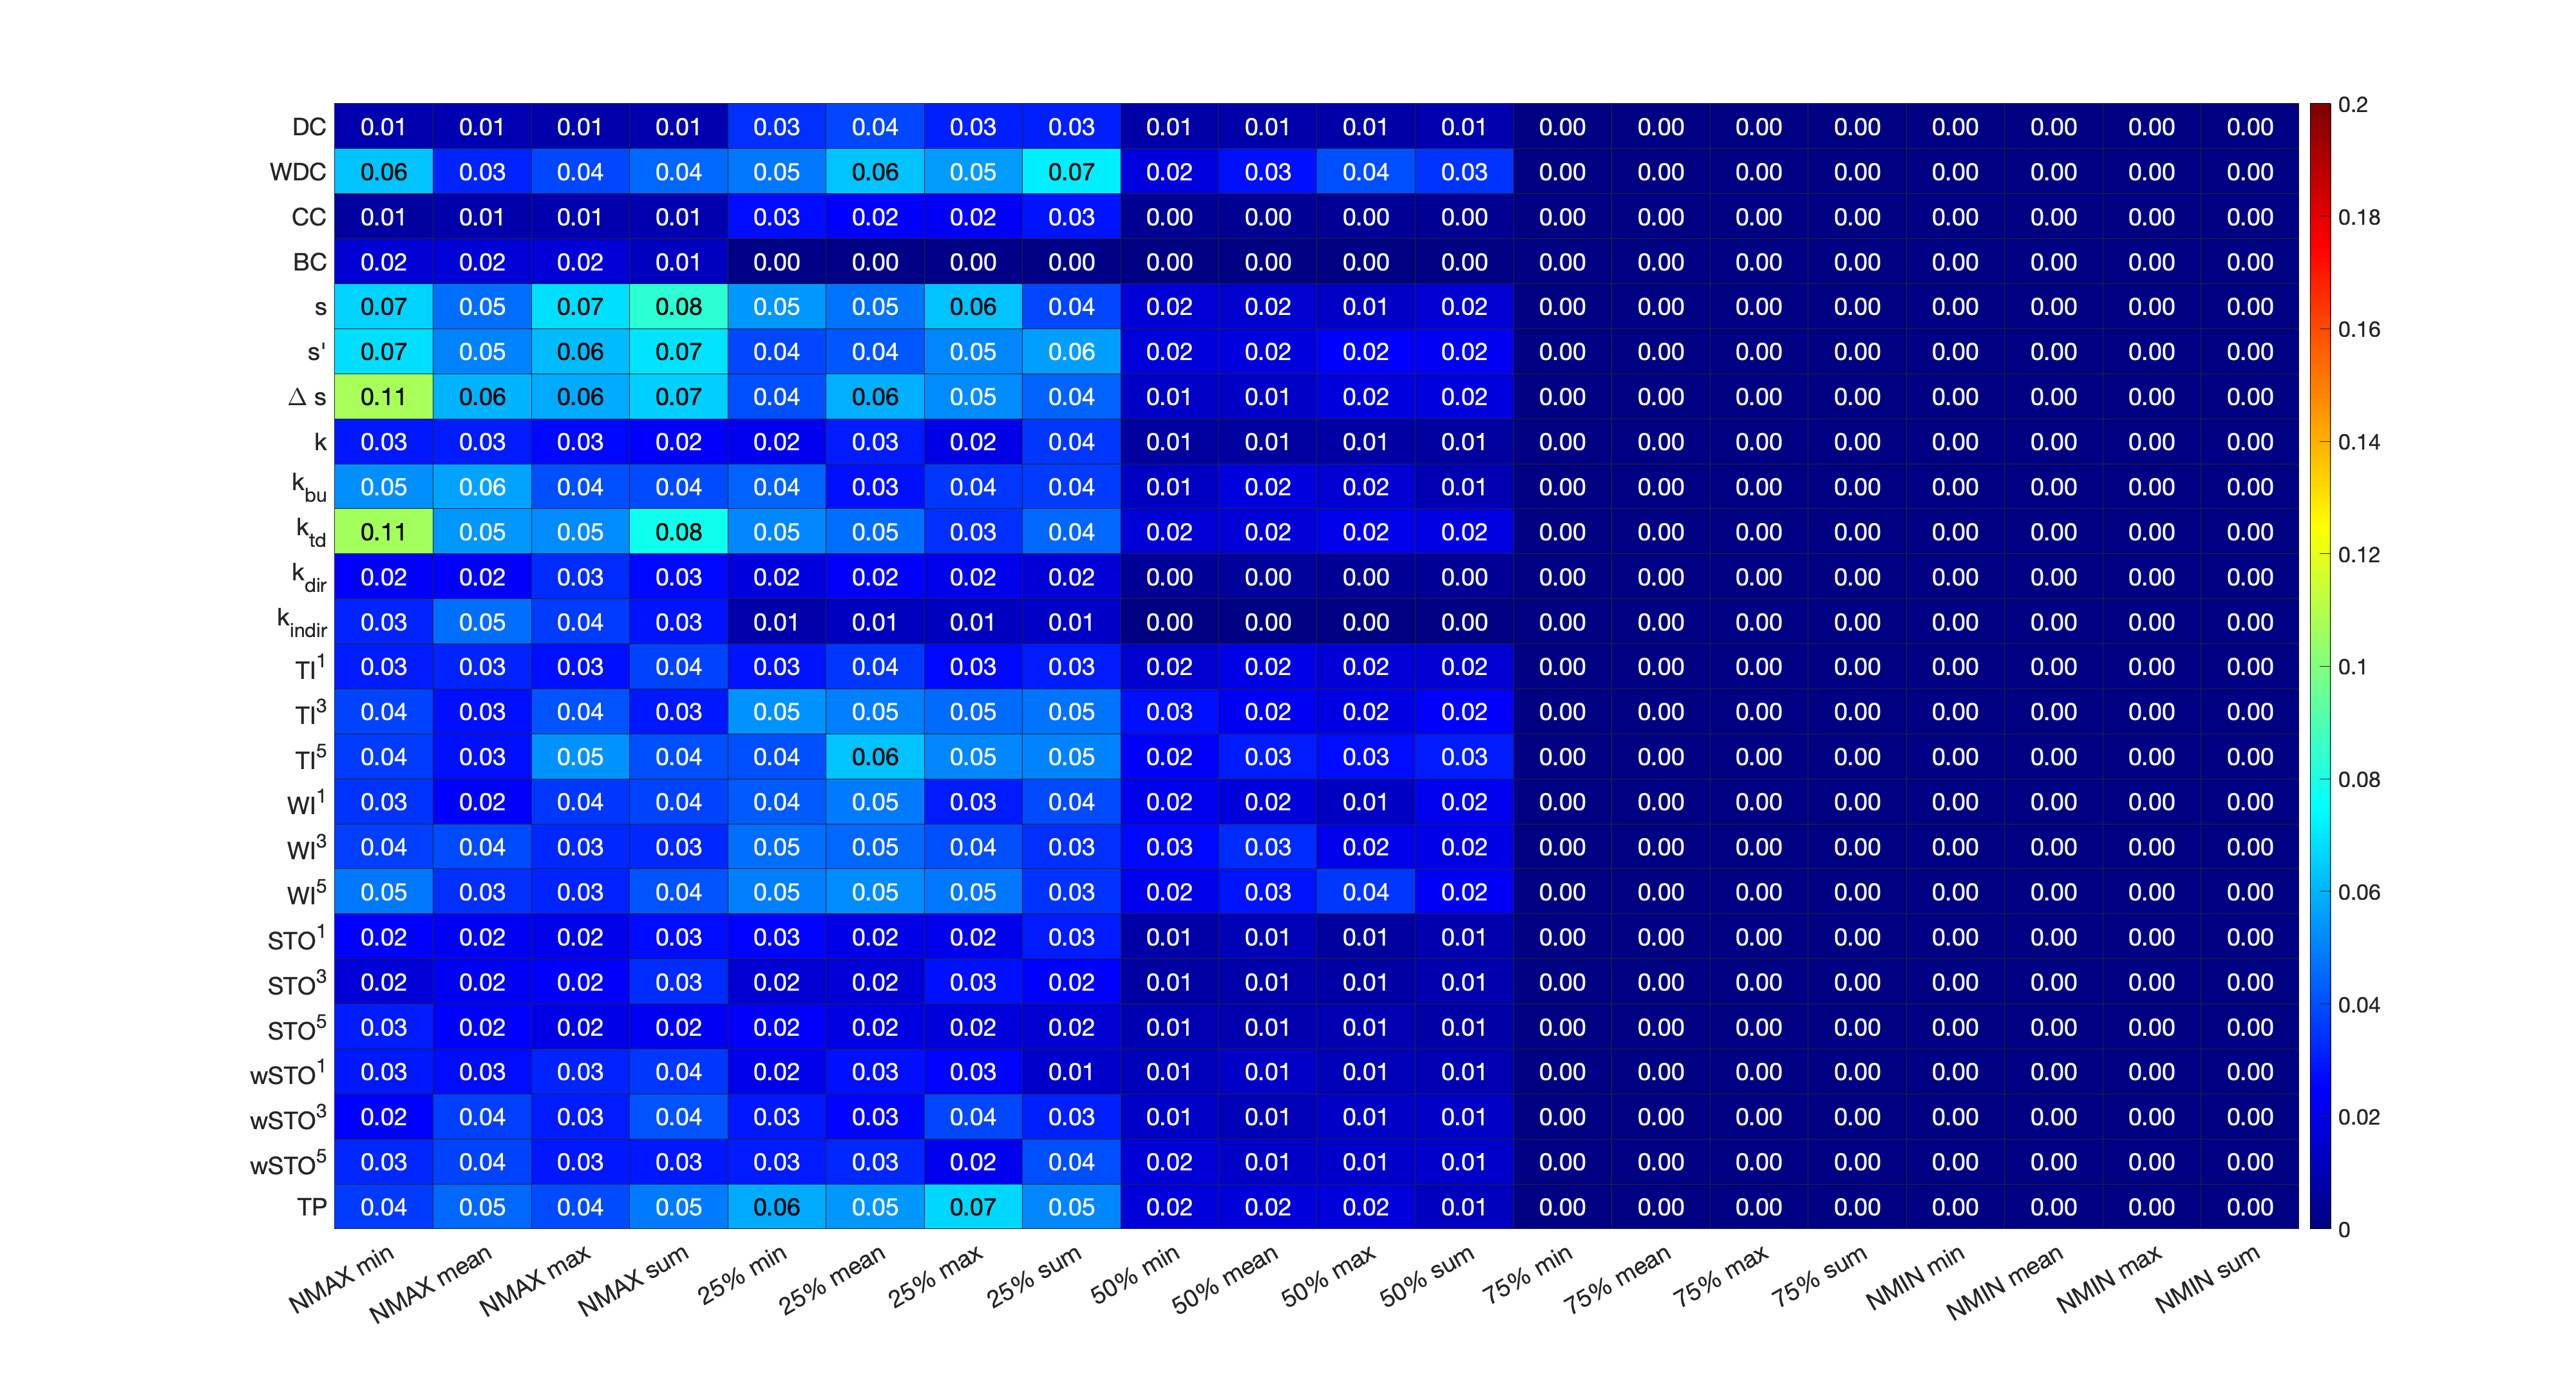 DC 0.01 0.01 0.01 0.01 0.03 0.04 0.03 0.03 0.01 0.01 0.01 0.01 0.00 0.00 0.00 0.00 0.00 0.00 0.00 0.00
WDC 0.06 0.03 0.04 0.04 0.05 0.06 0.05 0.07 0.02 0.03 0.04 0.03 0.00 0.00 0.00 0.00 0.00 0.00 0.00 0.00
CC 0.01 0.01 0.01 0.01 0.03 0.02 0.02 0.03 0.00 0.00 0.00 0.00 0.00 0.00 0.00 0.00 0.00 0.00 0.00 0.00
BC 0.02 0.02 0.02 0.01 0.00 0.00 0.00 0.00 0.00 0.00 0.00 0.00 0.00 0.00 0.00 0.00 0.00 0.00 0.00 0.00
s 0.07 0.05 0.07 0.08 0.05 0.05 0.06 0.04 0.02 0.02 0.01 0.02 0.00 0.00 0.00 0.00 0.00 0.00 0.00 0.00
s' 0.07 0.05 0.06 0.07 0.04 0.04 0.05 0.06 0.02 0.02 0.02 0.02 0.00 0.00 0.00 0.00 0.00 0.00 0.00 0.00
Δ s 0.11 0.06 0.06 0.07 0.04 0.06 0.05 0.04 0.01 0.01 0.02 0.02 0.00 0.00 0.00 0.00 0.00 0.00 0.00 0.00
k 0.03 0.03 0.03 0.02 0.02 0.03 0.02 0.04 0.01 0.01 0.01 0.01 0.00 0.00 0.00 0.00 0.00 0.00 0.00 0.00
k_bu 0.05 0.06 0.04 0.04 0.04 0.03 0.04 0.04 0.01 0.02 0.02 0.01 0.00 0.00 0.00 0.00 0.00 0.00 0.00 0.00
k_td 0.11 0.05 0.05 0.08 0.05 0.05 0.03 0.04 0.02 0.02 0.02 0.02 0.00 0.00 0.00 0.00 0.00 0.00 0.00 0.00
k_dir 0.02 0.02 0.03 0.03 0.02 0.02 0.02 0.02 0.00 0.00 0.00 0.00 0.00 0.00 0.00 0.00 0.00 0.00 0.00 0.00
k_indir 0.03 0.05 0.04 0.03 0.01 0.01 0.01 0.01 0.00 0.00 0.00 0.00 0.00 0.00 0.00 0.00 0.00 0.00 0.00 0.00
TI^1 0.03 0.03 0.03 0.04 0.03 0.04 0.03 0.03 0.02 0.02 0.02 0.02 0.00 0.00 0.00 0.00 0.00 0.00 0.00 0.00
TI^3 0.04 0.03 0.04 0.03 0.05 0.05 0.05 0.05 0.03 0.02 0.02 0.02 0.00 0.00 0.00 0.00 0.00 0.00 0.00 0.00
TI^5 0.04 0.03 0.05 0.04 0.04 0.06 0.05 0.05 0.02 0.03 0.03 0.03 0.00 0.00 0.00 0.00 0.00 0.00 0.00 0.00
WI^1 0.03 0.02 0.04 0.04 0.04 0.05 0.03 0.04 0.02 0.02 0.01 0.02 0.00 0.00 0.00 0.00 0.00 0.00 0.00 0.00
WI^3 0.04 0.04 0.03 0.03 0.05 0.05 0.04 0.03 0.03 0.03 0.02 0.02 0.00 0.00 0.00 0.00 0.00 0.00 0.00 0.00
WI^5 0.05 0.03 0.03 0.04 0.05 0.05 0.05 0.03 0.02 0.03 0.04 0.02 0.00 0.00 0.00 0.00 0.00 0.00 0.00 0.00
STO^1 0.02 0.02 0.02 0.03 0.03 0.02 0.02 0.03 0.01 0.01 0.01 0.01 0.00 0.00 0.00 0.00 0.00 0.00 0.00 0.00
STO^3 0.02 0.02 0.02 0.03 0.02 0.02 0.03 0.02 0.01 0.01 0.01 0.01 0.00 0.00 0.00 0.00 0.00 0.00 0.00 0.00
STO^5 0.03 0.02 0.02 0.02 0.02 0.02 0.02 0.02 0.01 0.01 0.01 0.01 0.00 0.00 0.00 0.00 0.00 0.00 0.00 0.00
wSTO^1 0.03 0.03 0.03 0.04 0.02 0.03 0.03 0.01 0.01 0.01 0.01 0.01 0.00 0.00 0.00 0.00 0.00 0.00 0.00 0.00
wSTO^3 0.02 0.04 0.03 0.04 0.03 0.03 0.04 0.03 0.01 0.01 0.01 0.01 0.00 0.00 0.00 0.00 0.00 0.00 0.00 0.00
wSTO^5 0.03 0.04 0.03 0.03 0.03 0.03 0.02 0.04 0.02 0.01 0.01 0.01 0.00 0.00 0.00 0.00 0.00 0.00 0.00 0.00
TP 0.04 0.05 0.04 0.05 0.06 0.05 0.07 0.05 0.02 0.02 0.02 0.01 0.00 0.00 0.00 0.00 0.00 0.00 0.00 0.00
NMAX min NMAX mean NMAX max NMAX sum 25% min 25% mean 25% max 25% sum 50% min 50% mean 50% max 50% sum 75% min 75% mean 75% max 75% sum NMIN min NMIN mean NMIN max NMIN sum
0.2
0.18
0.16
0.14
0.12
0.1
0.08
0.06
0.04
0.02
0